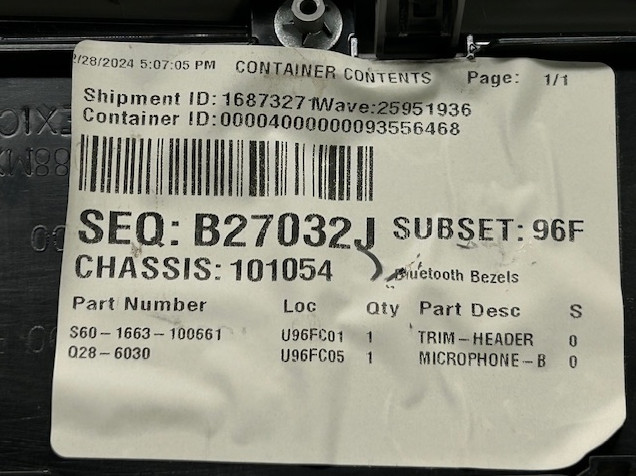 /28/2024 5:07:05 PM CONTAINER CONTENTS Page: 1/1
Shipment ID: 16873271 Wave:25951936
Container ID:00004000000093556468
SEQ: B27032J SUBSET: 96F
CHASSIS: 101054 Bluetooth Bezels
Part Number Loc Qty Part Desc S
S60-1663-100661 U96FC01 1 TRIM-HEADER 0
Q28-6030 U96FC05 1 MICROPHONE-B 0